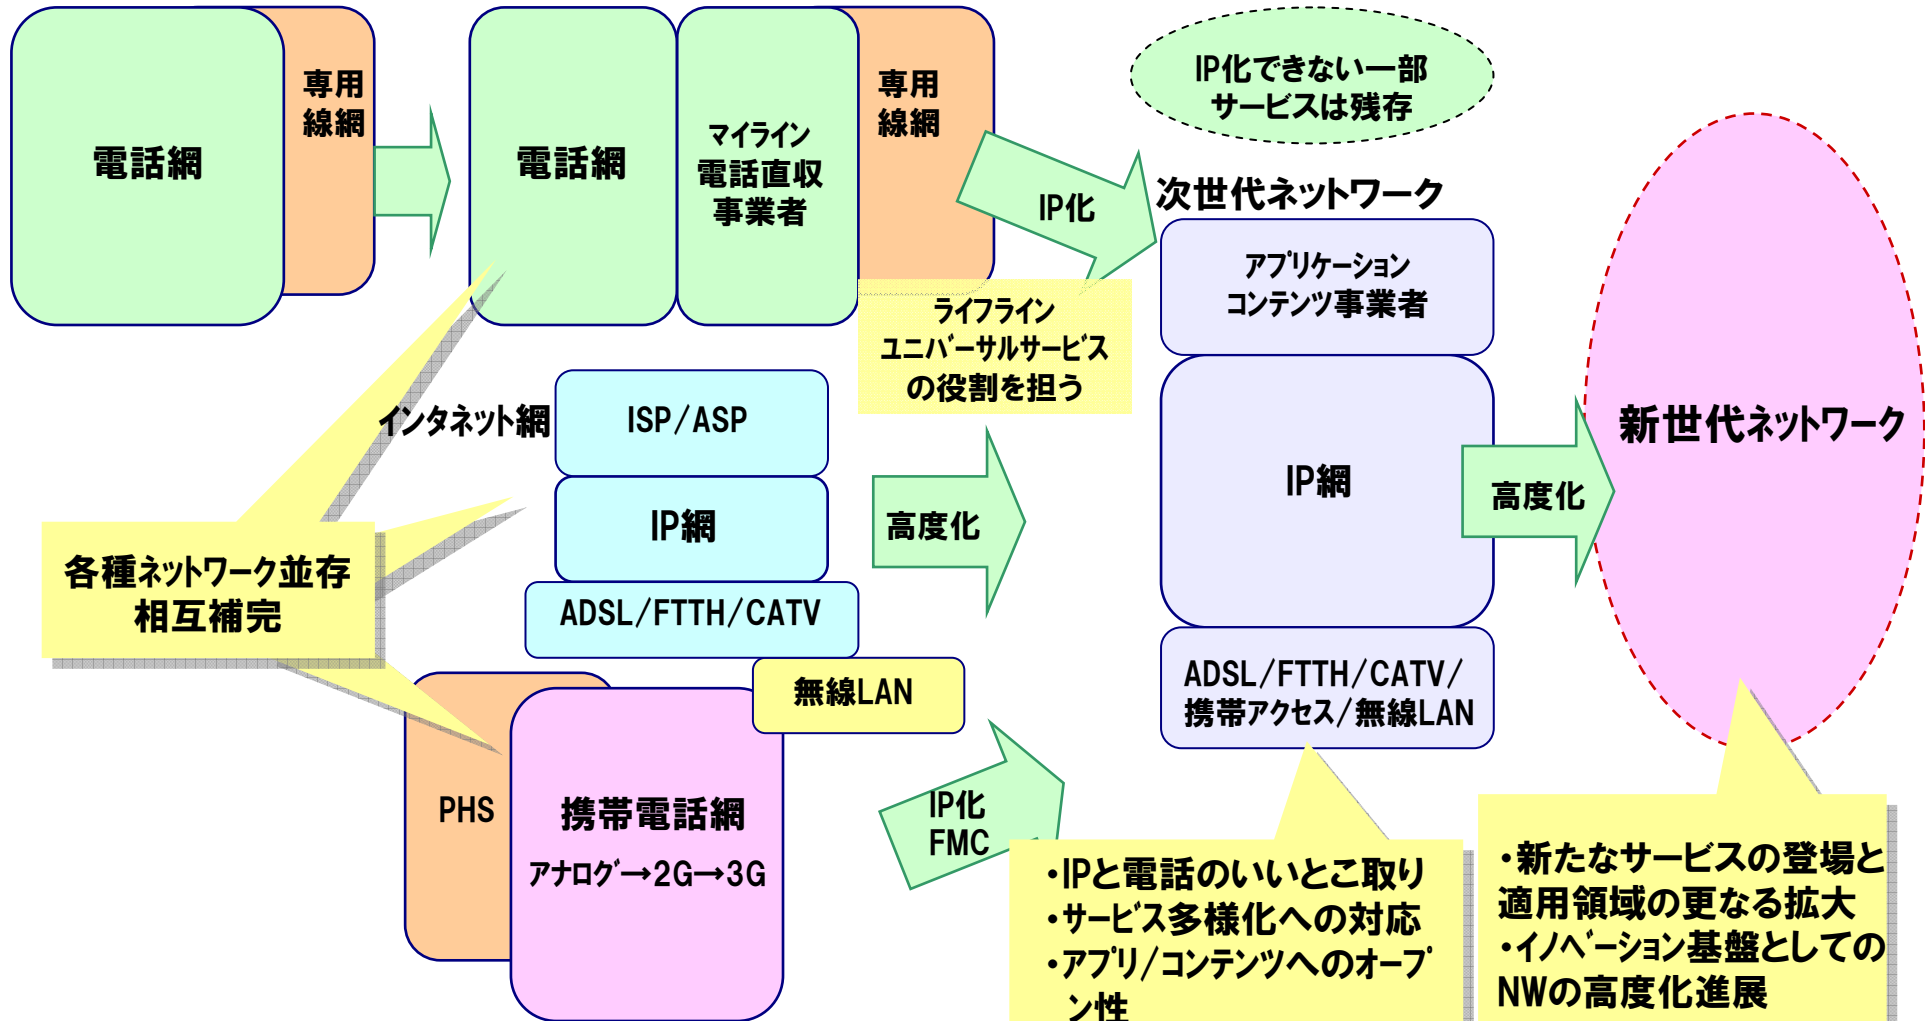 電話網
専用
線網
電話網
マイライン
電話直収
事業者
専用
線網
IP化
IP化できない一部
サービスは残存
次世代ネットワーク
アプリケーション
コンテンツ事業者
ライフライン
ユニバーサルサービス
の役割を担う
インタネット網
ISP/ASP
IP網
ADSL/FTTH/CATV
無線LAN
高度化
IP網
高度化
新世代ネットワーク
各種ネットワーク並存
相互補完
ADSL/FTTH/CATV/
携帯アクセス/無線LAN
PHS
携帯電話網
アナログ→2G→3G
IP化
FMC
・IPと電話のいいとこ取り
・サービス多様化への対応
・アプリ/コンテンツへのオープ
ン性
・新たなサービスの登場と
適用領域の更なる拡大
・イノベーション基盤としての
NWの高度化進展